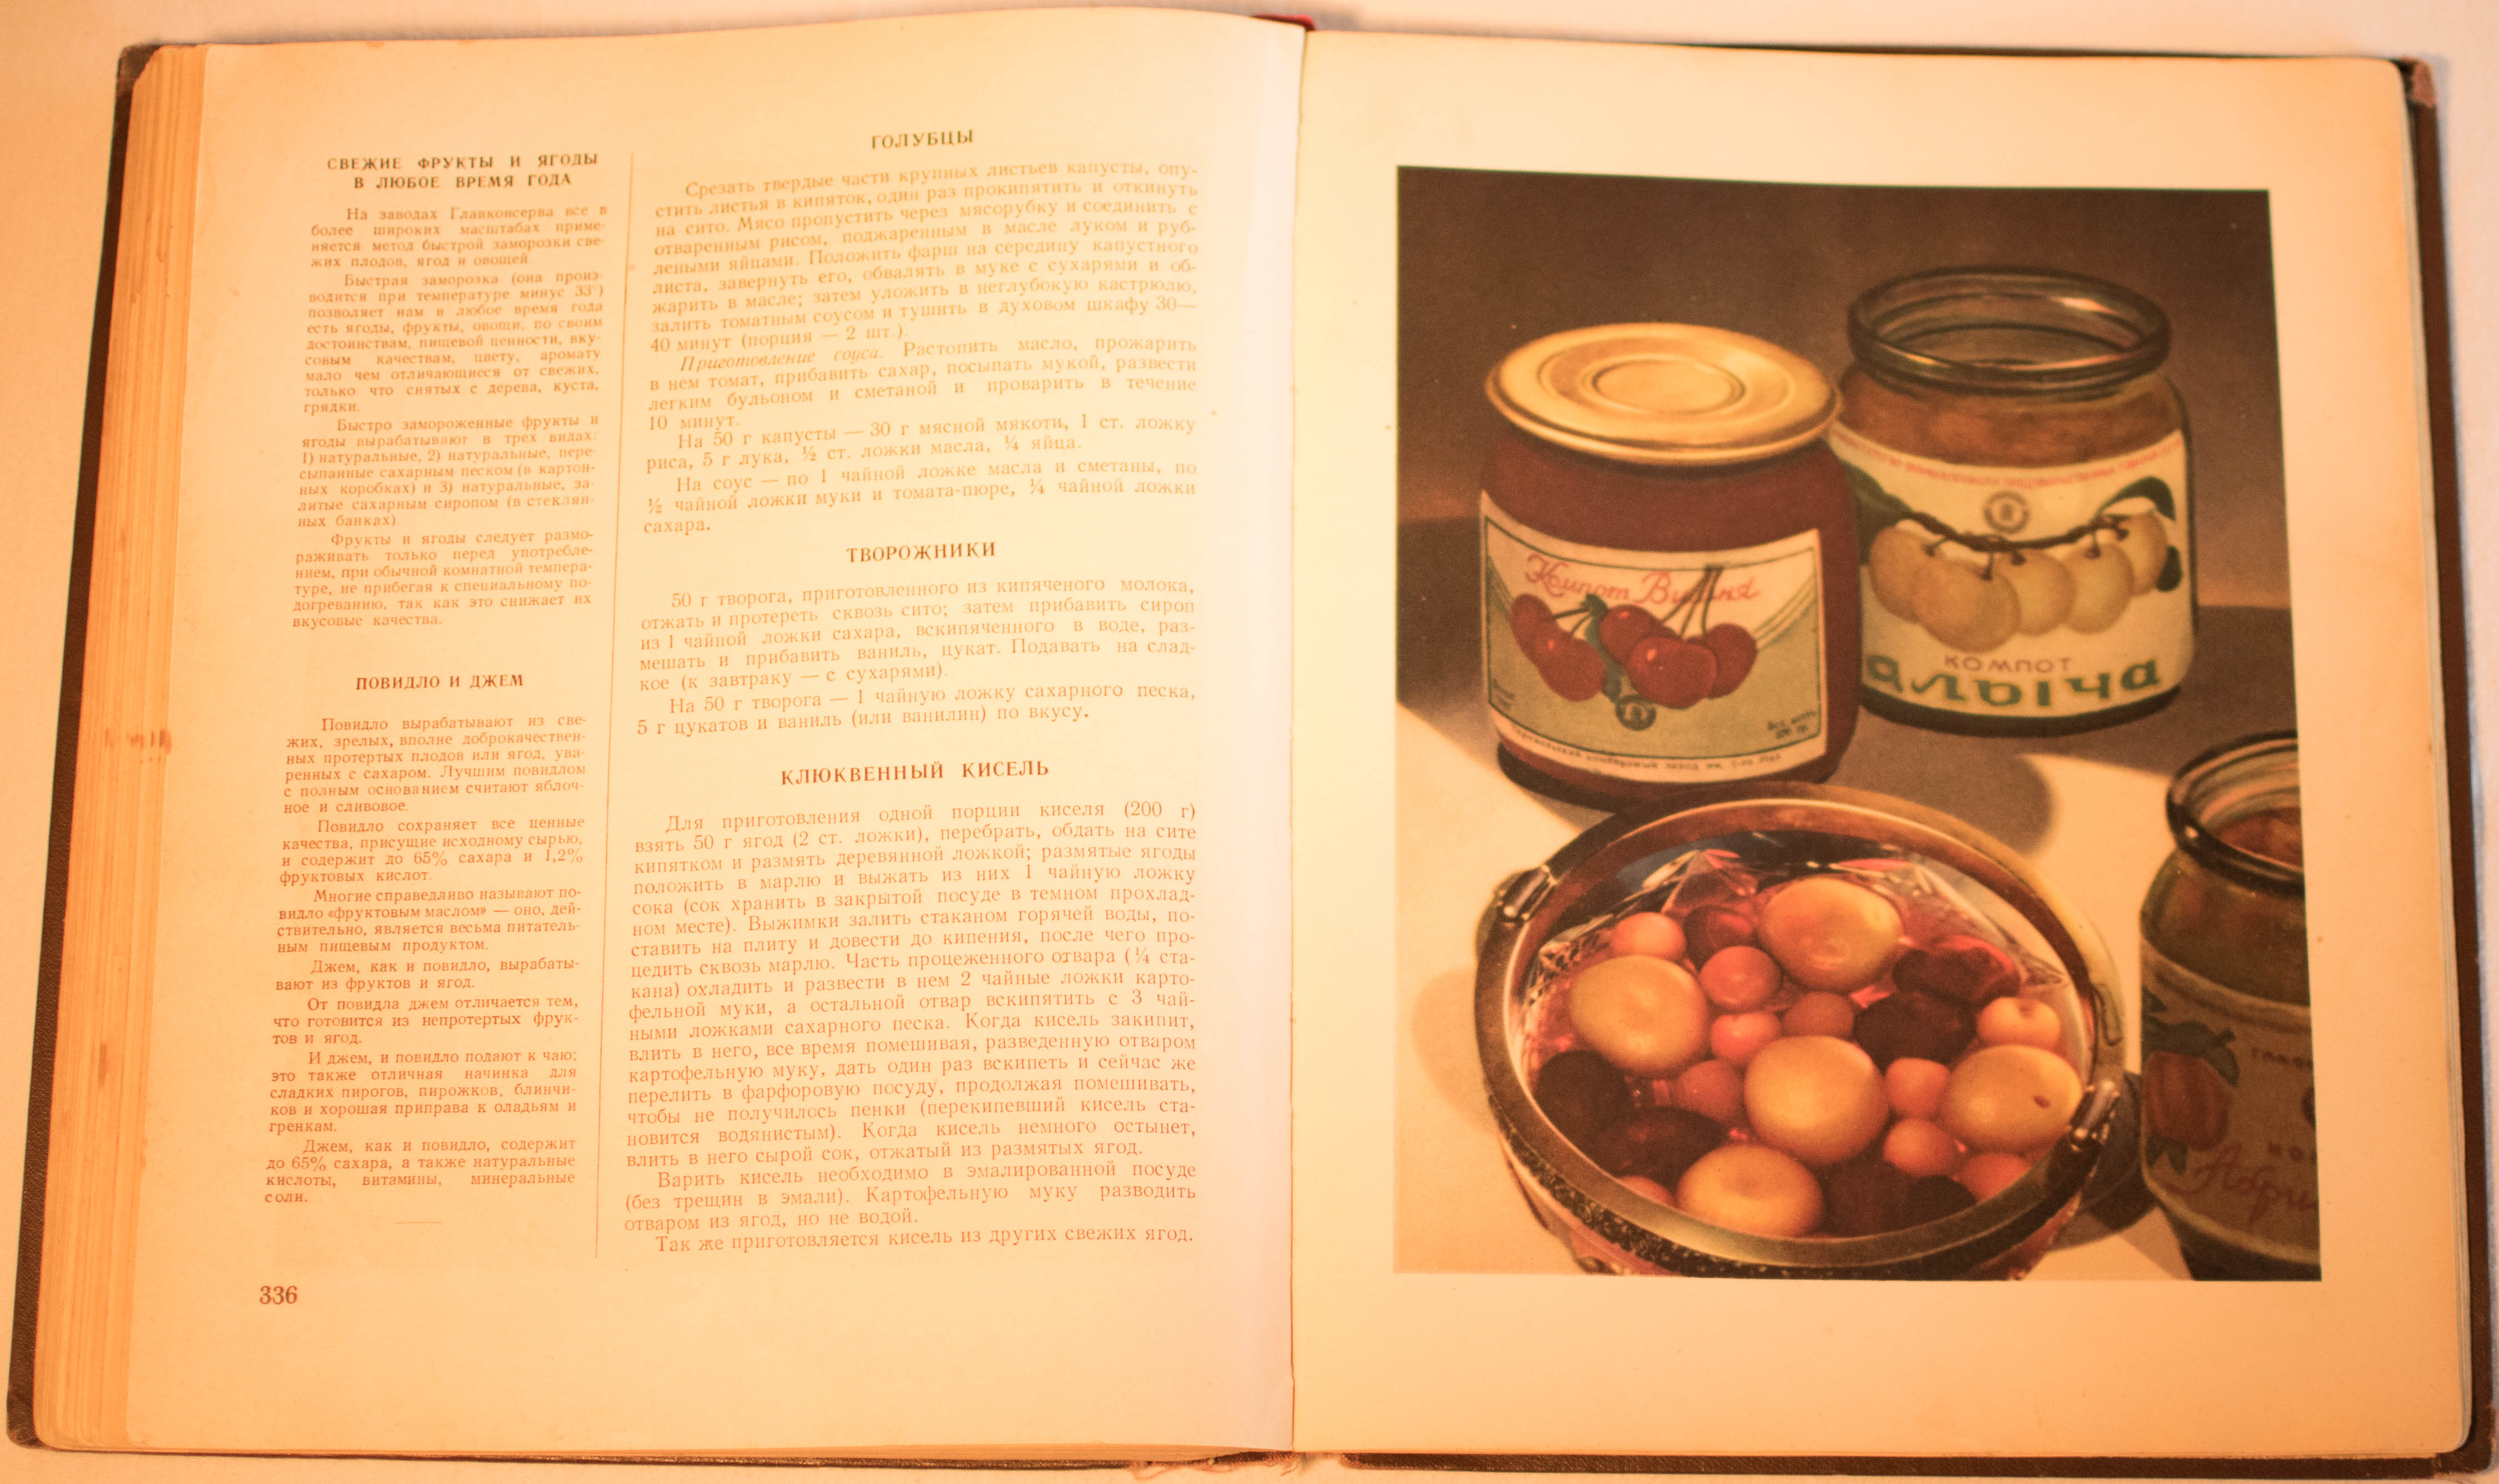 СВЕЖИЕ ФРУКТЫ И ЯГОДЫ
В ЛЮБОЕ ВРЕМЯ ГОДА
На заводах Главконсерва все в
более широких масштабах приме-
няется метод быстрой заморозки све-
жих плодов, ягод и овощей.
Быстрая заморозка (она произ-
водится при температуре минус 33°)
позволяет нам в любое время года
есть ягоды, фрукты, овощи, по своим
достоинствам, пищевой ценности, вку-
совым качествам, цвету, аромату
мало чем отличающиеся от свежих,
только что снятых с дерева, куста,
грядки.
Быстро замороженные фрукты и
ягоды вырабатывают в трех видах:
1) натуральные, 2) натуральные, пере-
сыпанные сахарным песком (в картон-
ных коробках) и 3) натуральные, за-
литые сахарным сиропом (в стеклян-
ных банках)
Фрукты и ягоды следует размо-
раживать только перед употребле-
нием, при обычной комнатной темпера-
туре, не прибегая к специальному по-
догреванию, так как это снижает их
вкусовые качества.
ПОВИДЛО И ДЖЕМ
Повидло вырабатывают из све-
жих, зрелых, вполне доброкачествен-
ных протертых плодов или ягод, ува-
ренных с сахаром. Лучшим повидлом
с полным основанием считают яблоч-
ное и сливовое.
Повидло сохраняет все ценные
качества, присущие исходному сырью,
и содержит до 65% сахара и 1,2%
фруктовых кислот.
Многие справедливо называют по-
видло «фруктовым маслом» — оно, дей-
ствительно, является весьма питатель-
ным пищевым продуктом.
Джем, как и повидло, вырабаты-
вают из фруктов и ягод.
От повидла джем отличается тем,
что готовится из непротертых фрук-
тов и ягод.
И джем, и повидло подают к чаю;
это также отличная начинка для
сладких пирогов, пирожков, блинчи-
ков и хорошая приправа к оладьям и
гренкам.
Джем, как и повидло, содержит
до 65% сахара, а также натуральные
кислоты, витамины, минеральные
соли.
336
ГОЛУБЦЫ
Срезать твердые части крупных листьев капусты, опу-
стить листья в кипяток, один раз прокипятить и откинуть
на сито. Мясо пропустить через мясорубку и соединить с
отваренным рисом, поджаренным в масле луком и руб-
леными яйцами. Положить фарш на середину капустного
листа, завернуть его, обвалять в муке с сухарями и об-
жарить в масле; затем уложить в неглубокую кастрюлю,
залить томатным соусом и тушить в духовом шкафу 30—
40 минут (порция — 2 шт.).
Приготовление соуса. Растопить масло, прожарить
в нем томат, прибавить сахар, посыпать мукой, развести
легким бульоном и сметаной и проварить в течение
10 минут.
На 50 г капусты — 30 г мясной мякоти, 1 ст. ложку
риса, 5 г лука, ½ ст. ложки масла, ¼ яйца.
На соус — по 1 чайной ложке масла и сметаны, по
½ чайной ложки муки и томата-пюре, ¼ чайной ложки
сахара.
ТВОРОЖНИКИ
50 г творога, приготовленного из кипяченого молока,
отжать и протереть сквозь сито; затем прибавить сироп
из 1 чайной ложки сахара, вскипяченного в воде, раз-
мешать и прибавить ваниль, цукат. Подавать на слад-
кое (к завтраку — с сухарями).
На 50 г творога — 1 чайную ложку сахарного песка,
5 г цукатов и ваниль (или ванилин) по вкусу.
КЛЮКВЕННЫЙ КИСЕЛЬ
Для приготовления одной порции киселя (200 г)
взять 50 г ягод (2 ст. ложки), перебрать, обдать на сите
кипятком и размять деревянной ложкой; размятые ягоды
положить в марлю и выжать из них 1 чайную ложку
сока (сок хранить в закрытой посуде в темном прохлад-
ном месте). Выжимки залить стаканом горячей воды, по-
ставить на плиту и довести до кипения, после чего про-
цедить сквозь марлю. Часть процеженного отвара (¼ ста-
кана) охладить и развести в нем 2 чайные ложки карто-
фельной муки, а остальной отвар вскипятить с 3 чай-
ными ложками сахарного песка. Когда кисель закипит,
влить в него, все время помешивая, разведенную отваром
картофельную муку, дать один раз вскипеть и сейчас же
перелить в фарфоровую посуду, продолжая помешивать,
чтобы не получилось пенки (перекипевший кисель ста-
новится водянистым). Когда кисель немного остынет,
влить в него сырой сок, отжатый из размятых ягод.
Варить кисель необходимо в эмалированной посуде
(без трещин в эмали). Картофельную муку разводить
отваром из ягод, но не водой.
Так же приготовляется кисель из других свежих ягод.
Компот Вишня
КОМПОТ
алыча